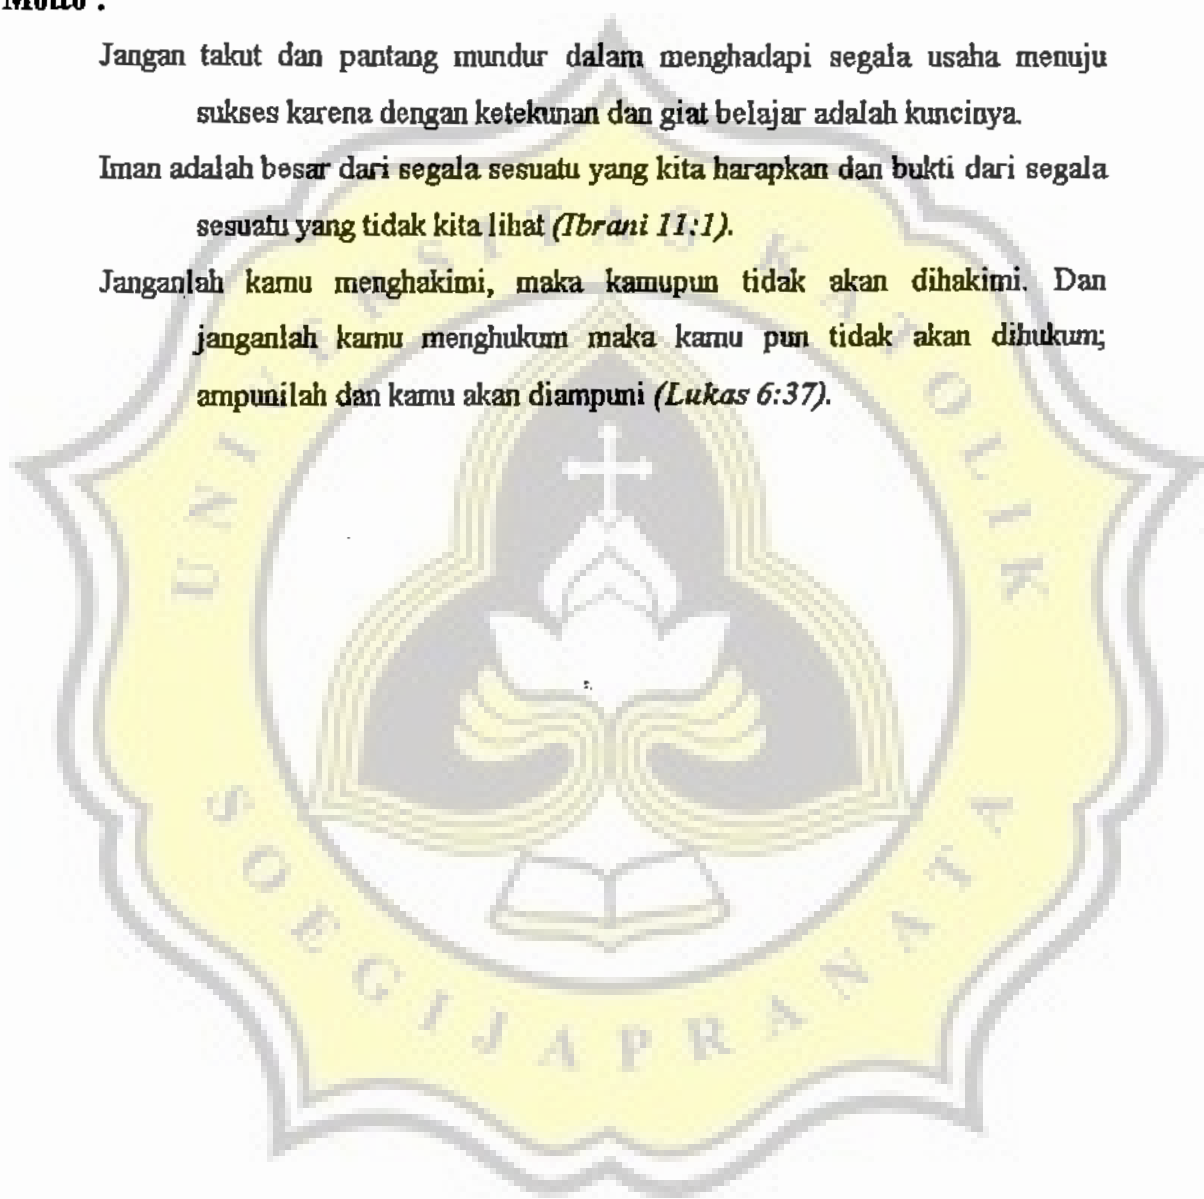 Motto :
Jangan takut dan pantang mundur dalam menghadapi segala usaha menuju
sukses karena dengan ketekunan dan giat belajar adalah kuncinya.
Iman adalah besar dari segala sesuatu yang kita harapkan dan bukti dari segala
sesuatu yang tidak kita lihat (Ibrani 11:1).
Janganlah kamu menghakimi, maka kamupun tidak akan dihakimi. Dan
janganlah kamu menghukum maka kamu pun tidak akan dihukum;
ampunilah dan kamu akan diampuni (Lukas 6:37).
UNIVERSITAS KATOLIK
SOEGIJAPRANATA